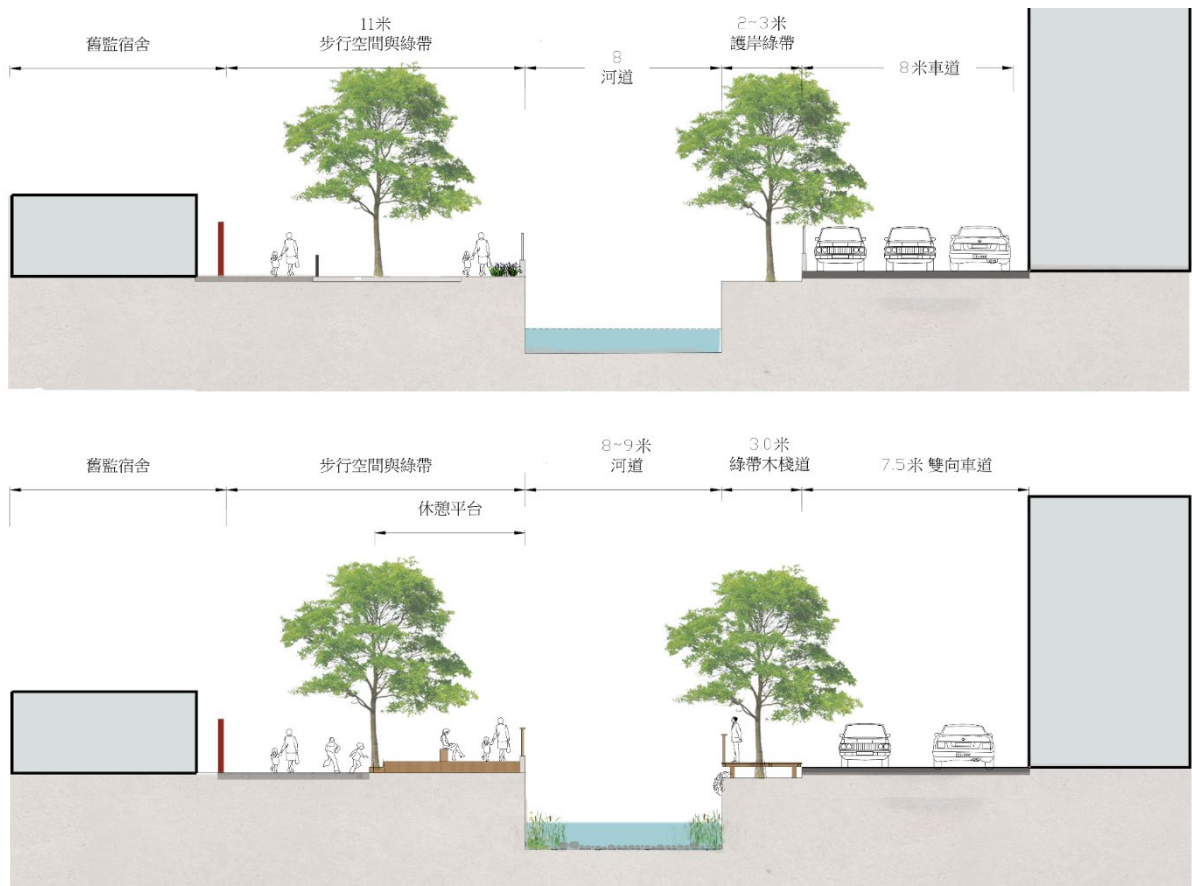 11米
步行空間與綠帶
舊監宿舍
8
河道
2~3米
護岸綠帶
8米車道
舊監宿舍
步行空間與綠帶
休憩平台
8~9米
河道
3.0米
綠帶木棧道
7.5米 雙向車道